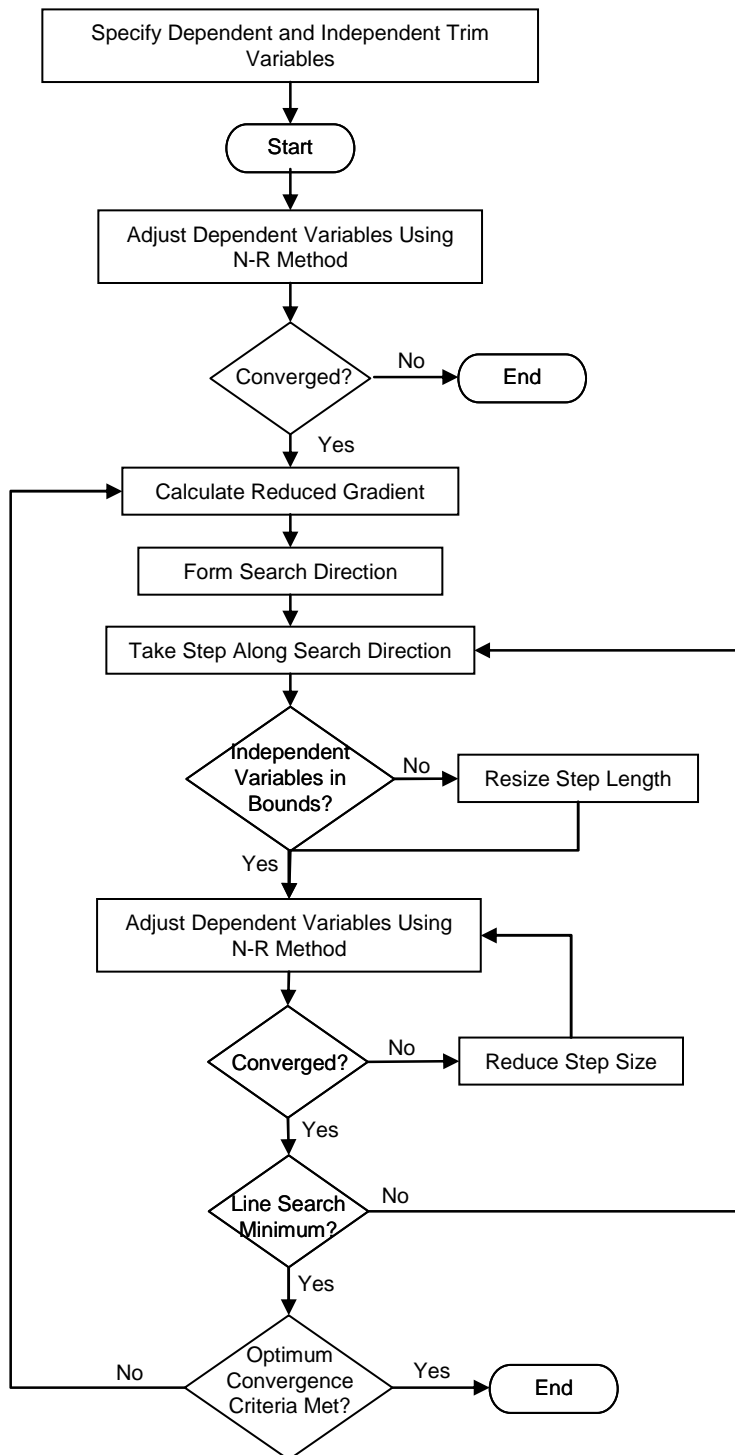 Specify Dependent and Independent Trim
Variables
Start
Adjust Dependent Variables Using
N-R Method
Converged?
No
End
Yes
Calculate Reduced Gradient
Form Search Direction
Take Step Along Search Direction
Independent
Variables in
Bounds?
No
Resize Step Length
Yes
Adjust Dependent Variables Using
N-R Method
Converged?
No
Reduce Step Size
Yes
Line Search
Minimum?
No
Yes
Optimum
Convergence
Criteria Met?
No
Yes
End